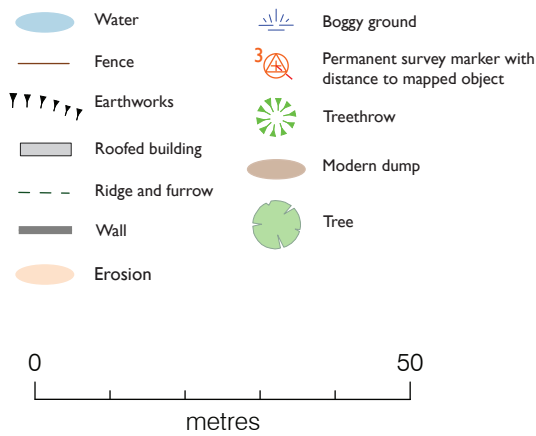 Water
Fence
Earthworks
Roofed building
Ridge and furrow
Wall
Erosion
Boggy ground
3
Permanent survey marker with
distance to mapped object
Treethrow
Modern dump
Tree
0 50
metres